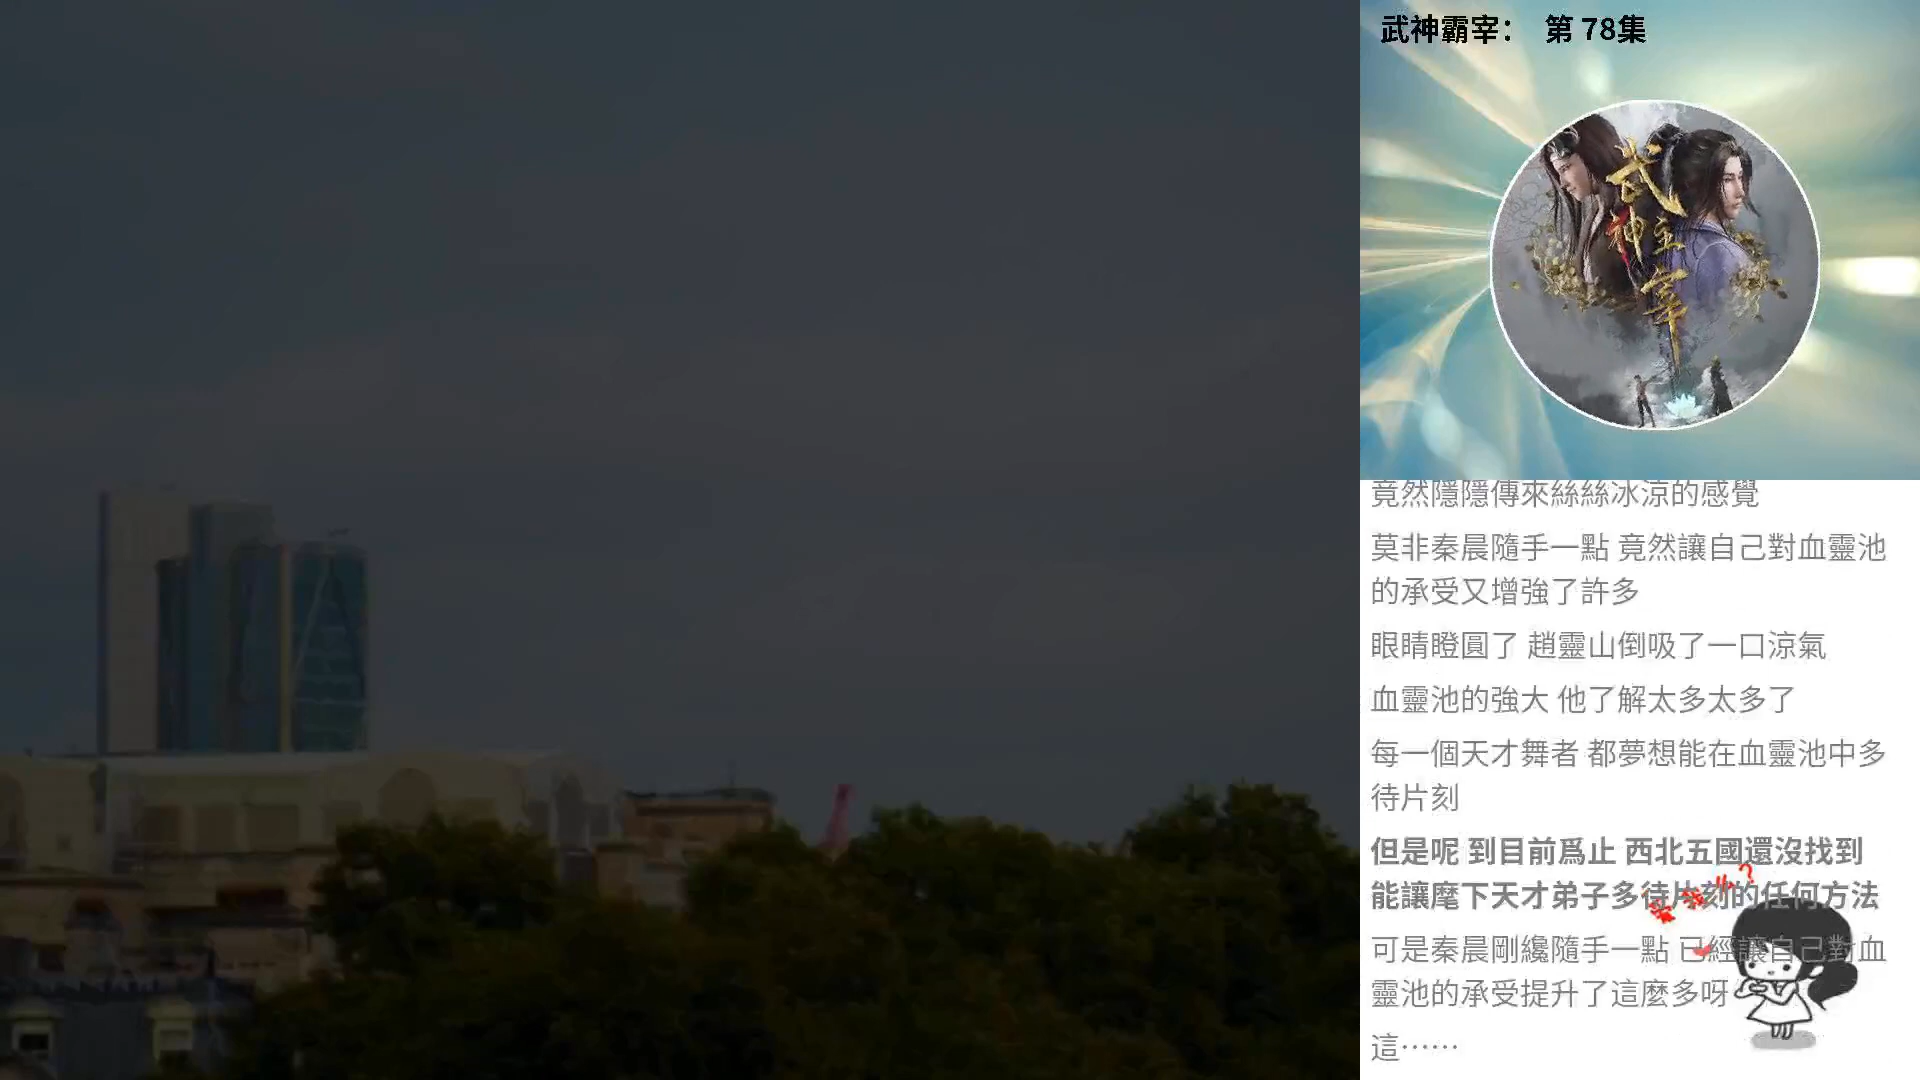 武神霸宰： 第 78集
武神主宰
竟然隱隱傳來絲絲冰涼的感覺
莫非秦晨隨手一點 竟然讓自己對血靈池
的承受又增強了許多
眼睛瞪圓了 趙靈山倒吸了一口涼氣
血靈池的強大 他了解太多太多了
每一個天才舞者 都夢想能在血靈池中多
待片刻
但是呢 到目前爲止 西北五國還沒找到
能讓麾下天才弟子多待片刻的任何方法
可是秦晨剛纔隨手一點 已經讓自己對血
靈池的承受提升了這麼多呀
這……